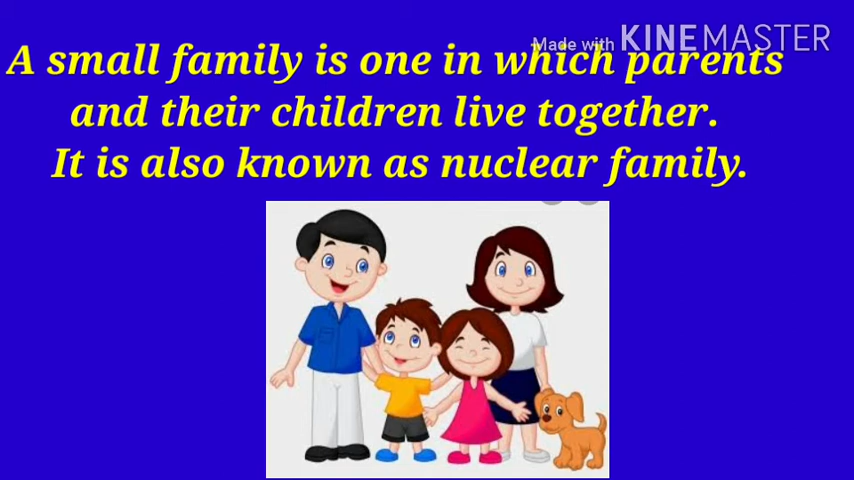 Made with KINEMASTER
A small family is one in which parents
and their children live together.
It is also known as nuclear family.